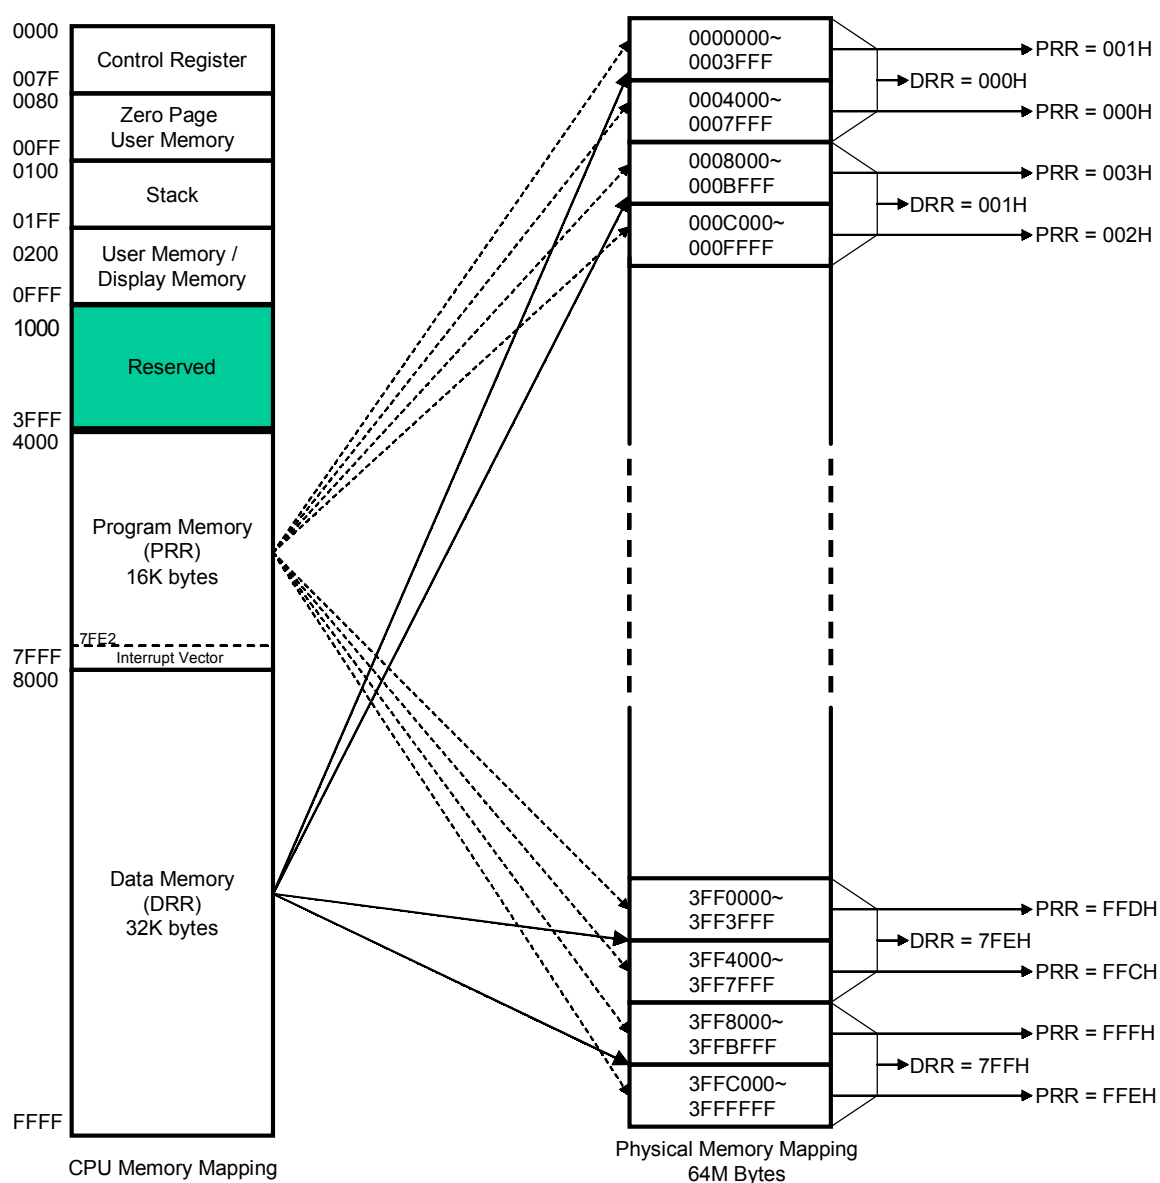 0000
Control Register
007F
0080
Zero Page
User Memory
00FF
0100
Stack
01FF
0200
User Memory /
Display Memory
0FFF
1000
Reserved
3FFF
4000
Program Memory
(PRR)
16K bytes
7FE2
Interrupt Vector
7FFF
8000
Data Memory
(DRR)
32K bytes
FFFF
CPU Memory Mapping
0000000~
0003FFF
0004000~
0007FFF
0008000~
000BFFF
000C000~
000FFFF
3FF0000~
3FF3FFF
3FF4000~
3FF7FFF
3FF8000~
3FFBFFF
3FFC000~
3FFFFFF
Physical Memory Mapping
64M Bytes
PRR = 001H
DRR = 000H
PRR = 000H
PRR = 003H
DRR = 001H
PRR = 002H
PRR = FFDH
DRR = 7FEH
PRR = FFCH
PRR = FFFH
DRR = 7FFH
PRR = FFEH